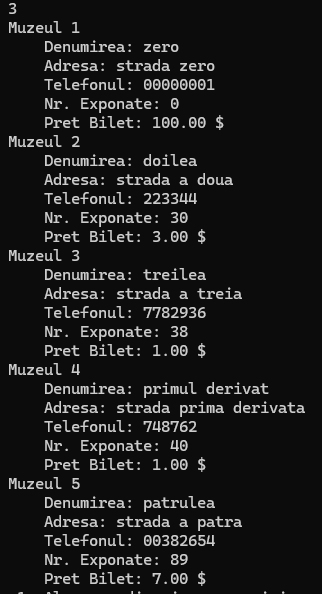 3
Muzeul 1
Denumirea: zero
Adresa: strada zero
Telefonul: 00000001
Nr. Exponate: 0
Pret Bilet: 100.00 $
Muzeul 2
Denumirea: doilea
Adresa: strada a doua
Telefonul: 223344
Nr. Exponate: 30
Pret Bilet: 3.00 $
Muzeul 3
Denumirea: treilea
Adresa: strada a treia
Telefonul: 7782936
Nr. Exponate: 38
Pret Bilet: 1.00 $
Muzeul 4
Denumirea: primul derivat
Adresa: strada prima derivata
Telefonul: 748762
Nr. Exponate: 40
Pret Bilet: 1.00 $
Muzeul 5
Denumirea: patrulea
Adresa: strada a patra
Telefonul: 00382654
Nr. Exponate: 89
Pret Bilet: 7.00 $